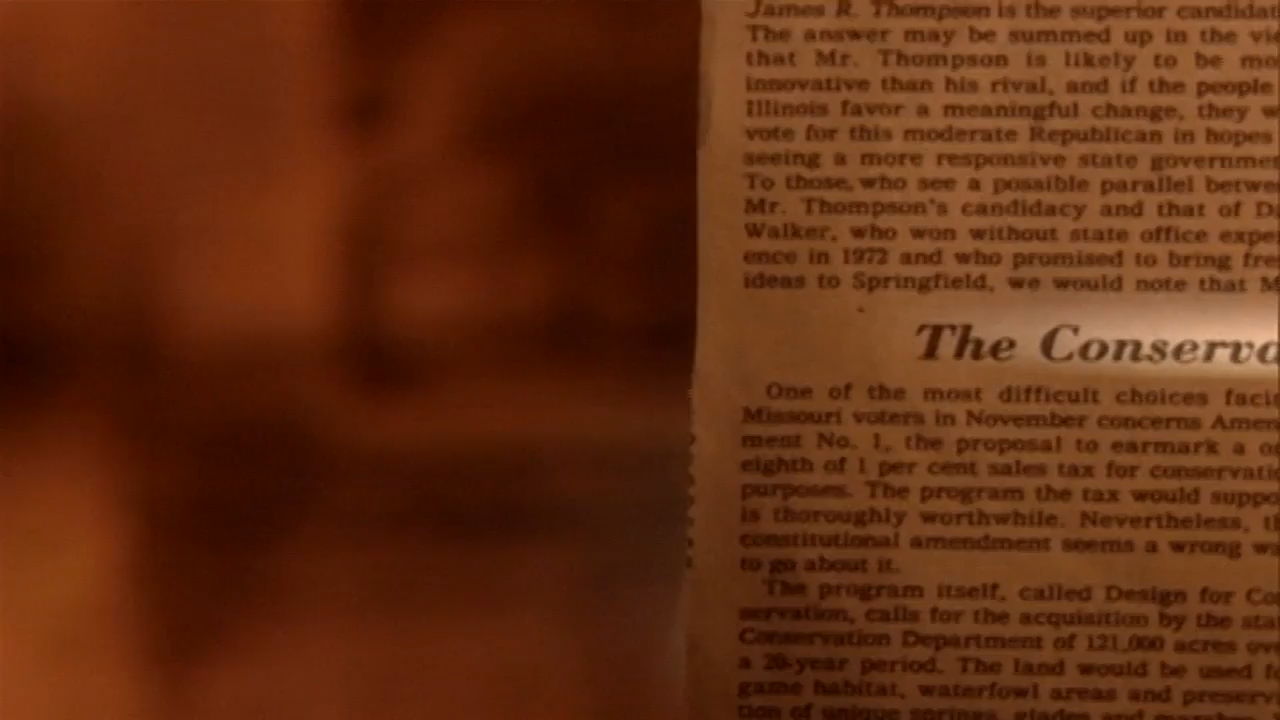 James R. Thompson is the superior candidat
The answer may be summed up in the vi
that Mr. Thompson is likely to be mo
innovative than his rival, and if the people
Illinois favor a meaningful change, they w
vote for this moderate Republican in hopes
seeing a more responsive state governmen
To those, who see a possible parallel betwe
Mr. Thompson's candidacy and that of D
Walker, who won without state office expe
ence in 1972 and who promised to bring fre
ideas to Springfield, we would note that M
The Conserva
One of the most difficult choices faci
Missouri voters in November concerns Amen
ment No. 1, the proposal to earmark a o
eighth of 1 per cent sales tax for conservati
purposes. The program the tax would suppo
is thoroughly worthwhile. Nevertheless, t
constitutional amendment seems a wrong w
to go about it.
The program itself, called Design for Co
servation, calls for the acquisition by the sta
Conservation Department of 121,000 acres ov
a 20-year period. The land would be used f
game habitat, waterfowl areas and preserv
tion of unique springs, glades and